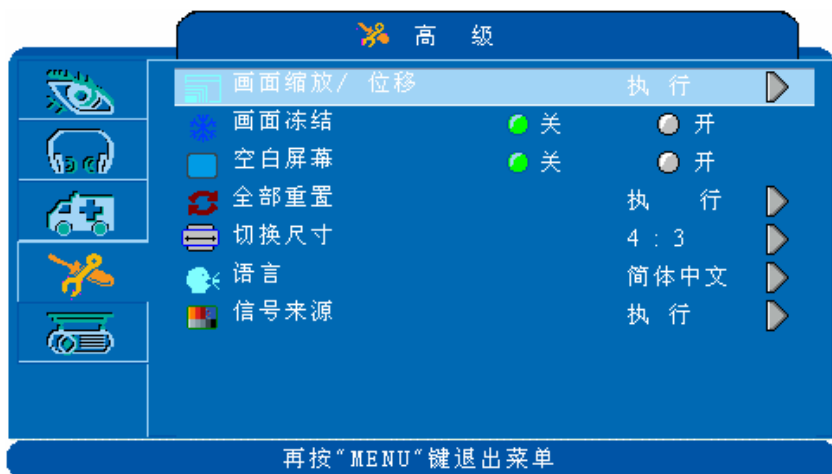 高 级
画面缩放/ 位移 执 行
画面冻结 关 开
空白屏幕 关 开
全部重置 执 行
切换尺寸 4 : 3
语言 简体中文
信号来源 执 行
再按“MENU“键退出菜单